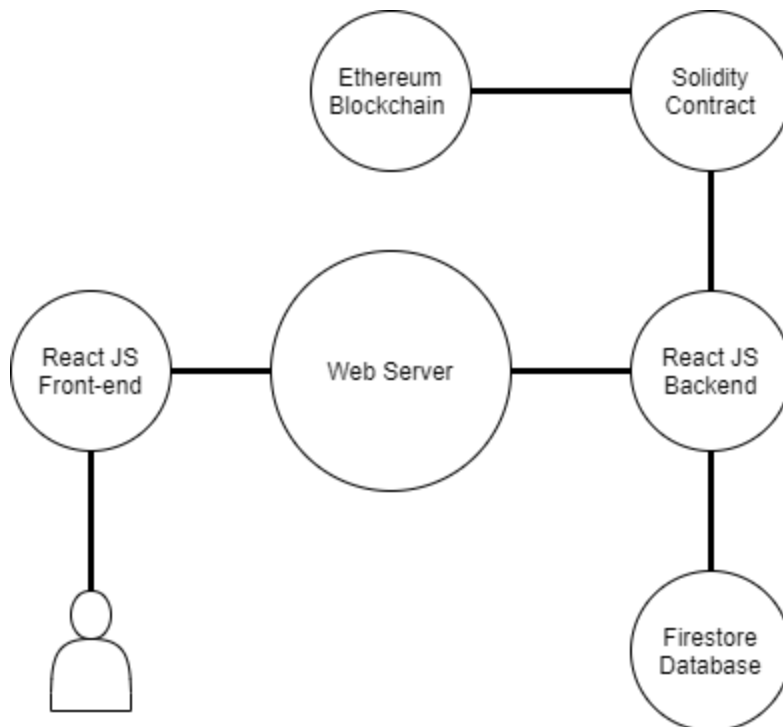 Ethereum
Blockchain
Solidity
Contract
React JS
Front-end
Web Server
React JS
Backend
Firestore
Database